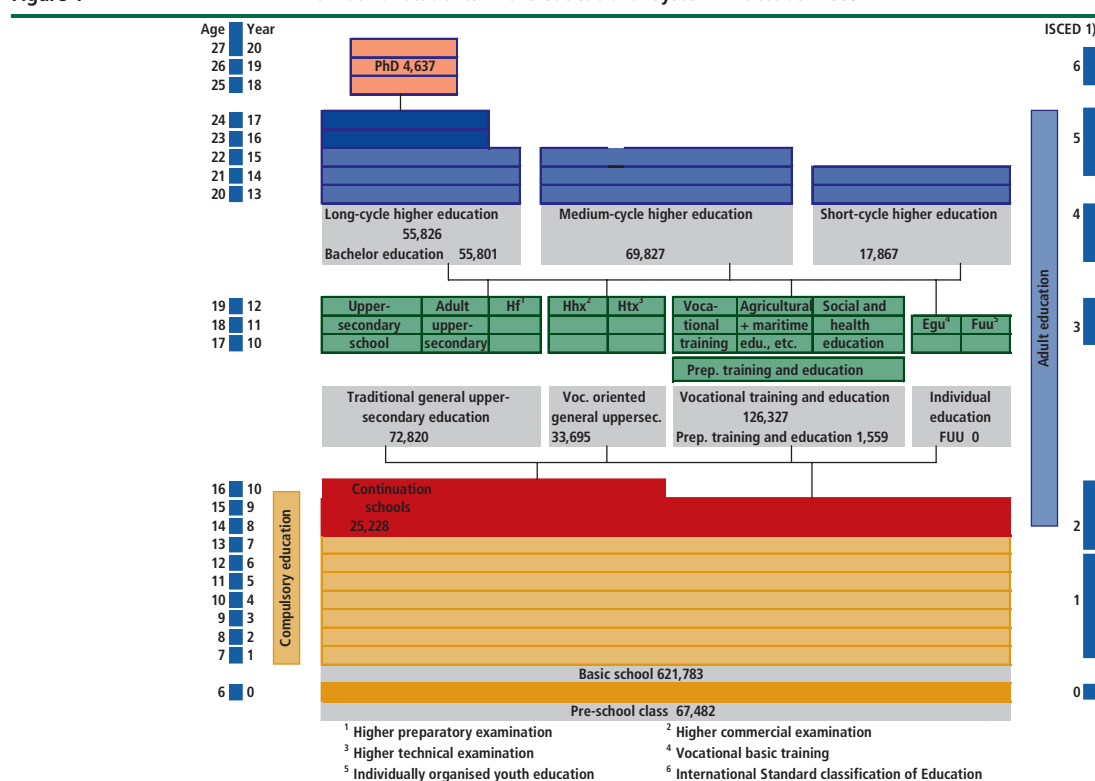 Age Year ISCED 1)
27 20
26 19 PhD 4,637 6
25 18
24 17
23 16 5
22 15
21 14
20 13
Long-cycle higher education Medium-cycle higher education Short-cycle higher education 4
55,826
Bachelor education 55,801 69,827 17,867
Adult education
19 12 Upper- Adult Hf¹ Hhx² Htx³ Voca- Agricultural Social and
18 11 secondary upper- tional + maritime health Egu⁴ Fuu⁵ 3
17 10 school secondary training edu., etc. education
Prep. training and education
Traditional general upper- Voc. oriented Vocational training and education Individual
secondary education general uppersec. 126,327 education
72,820 33,695 Prep. training and education 1,559 FUU 0
16 10 Continuation
15 9 schools
14 8 25,228 2
Compulsory education
13 7
12 6
11 5
10 4 1
9 3
8 2
7 1
Basic school 621,783
6 0 0
Pre-school class 67,482
¹ Higher preparatory examination ² Higher commercial examination
³ Higher technical examination ⁴ Vocational basic training
⁵ Individually organised youth education ⁶ International Standard classification of Education